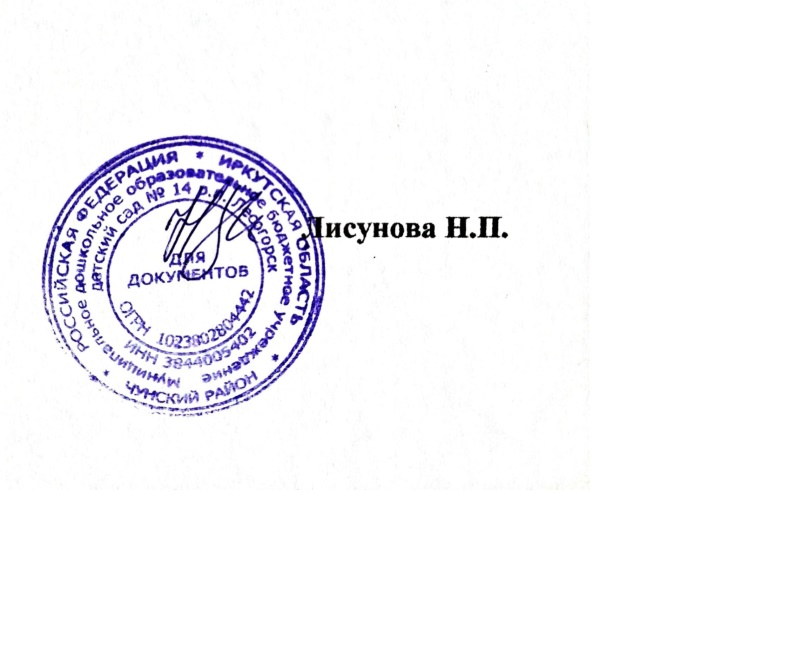 РОССИЙСКАЯ ФЕДЕРАЦИЯ * ИРКУТСКАЯ ОБЛАСТЬ * ЧУНСКИЙ РАЙОН *
Муниципальное дошкольное образовательное бюджетное учреждение
детский сад № 14 р.п. Лесогорск
ИНН 3844005402
ОГРН 1023802804442
ДЛЯ
ДОКУМЕНТОВ
Лисунова Н.П.